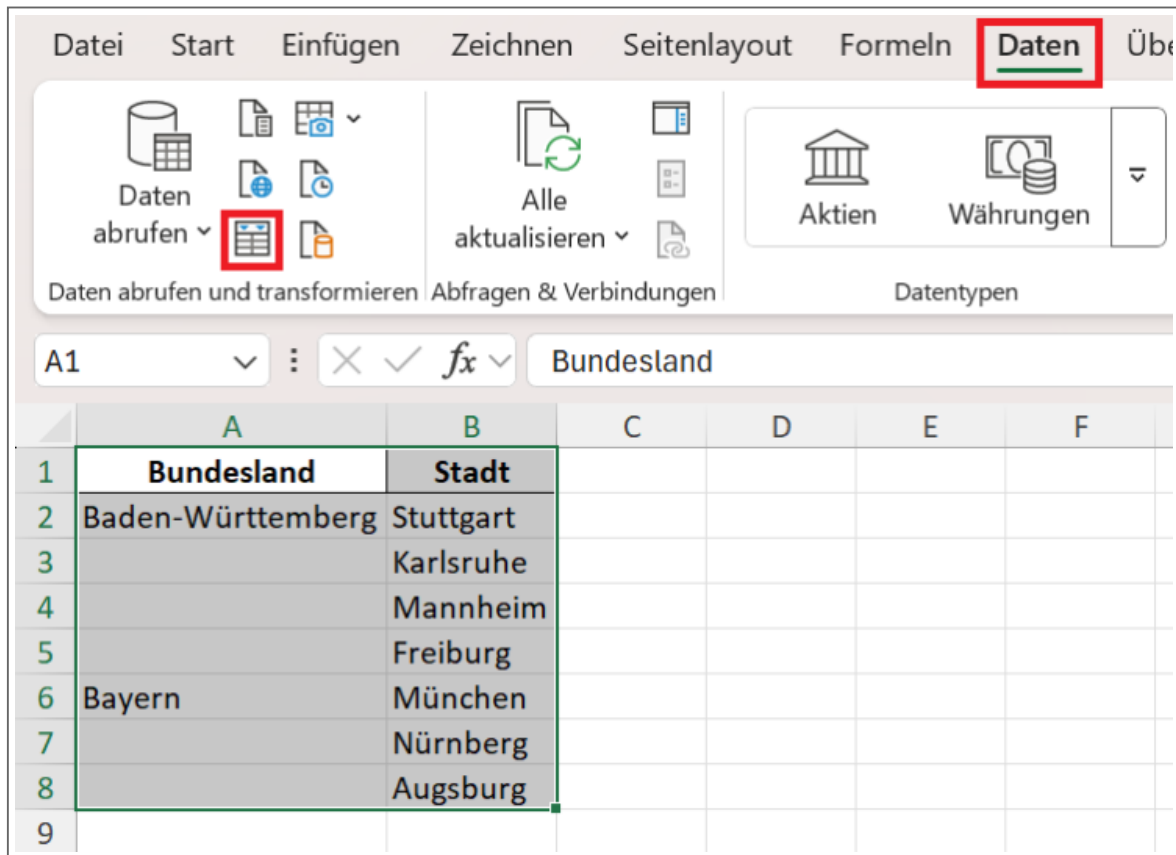 Datei Start Einfügen Zeichnen Seitenlayout Formeln Daten Übe
Daten
abrufen
Alle
aktualisieren
Aktien Währungen
Daten abrufen und transformieren Abfragen & Verbindungen Datentypen
A1 fx Bundesland
A B C D E F
1 Bundesland Stadt
2 Baden-Württemberg Stuttgart
3 Karlsruhe
4 Mannheim
5 Freiburg
6 Bayern München
7 Nürnberg
8 Augsburg
9